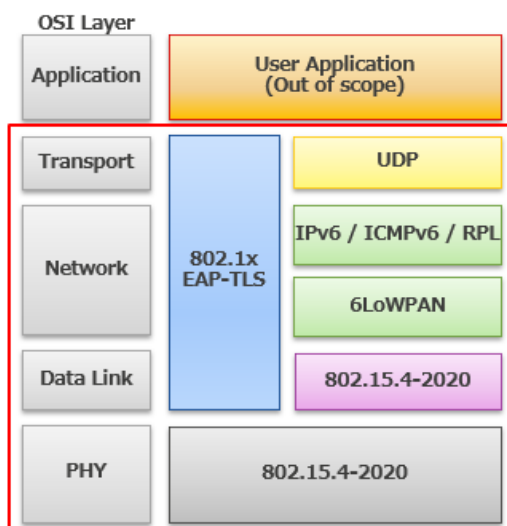 OSI Layer
Application
User Application
(Out of scope)
Transport
UDP
Network
802.1x
EAP-TLS
IPv6 / ICMPv6 / RPL
6LoWPAN
Data Link
802.15.4-2020
PHY
802.15.4-2020